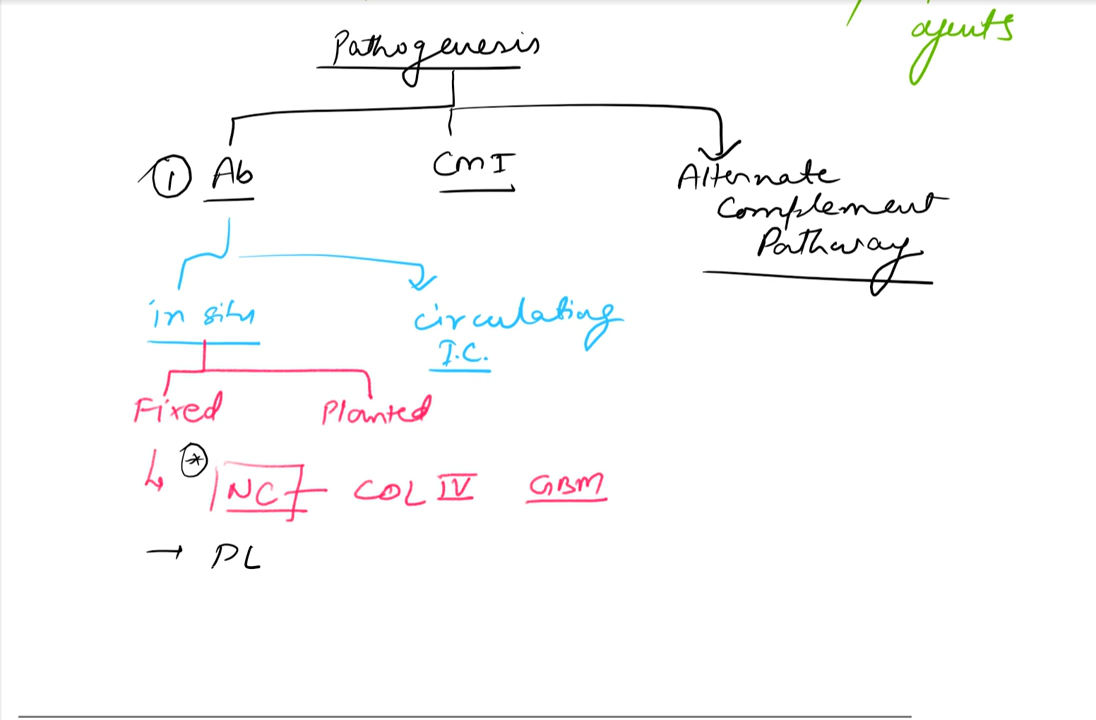 agents
Pathogenesis
① Ab
CMI
Alternate
Complement
Pathway
in situ
circulating
I.C.
Fixed
Planted
↳ * NC1 COL IV GBM
→ PL